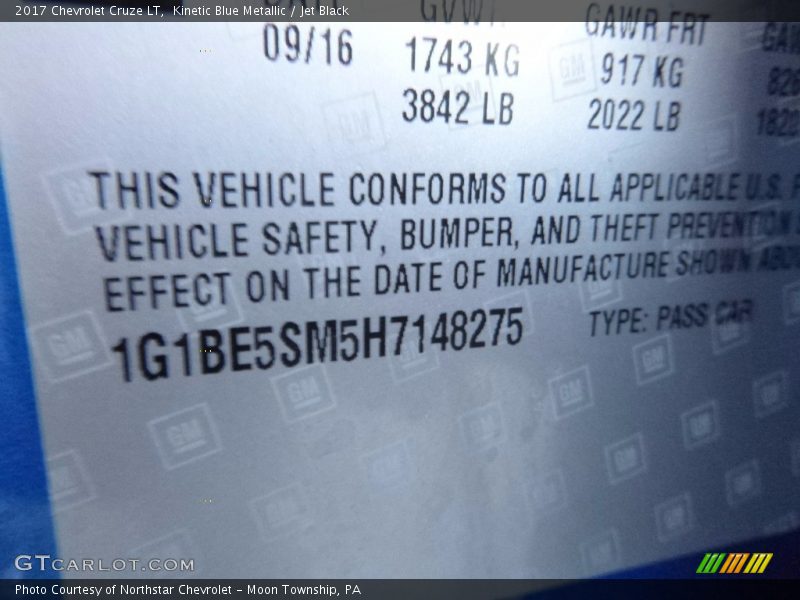 2017 Chevrolet Cruze LT, Kinetic Blue Metallic / Jet Black
GVWR GAWR FRT
09/16 1743 KG 917 KG
3842 LB 2022 LB
THIS VEHICLE CONFORMS TO ALL APPLICABLE U.S.
VEHICLE SAFETY, BUMPER, AND THEFT PREVENTION
EFFECT ON THE DATE OF MANUFACTURE SHOWN
1G1BE5SM5H7148275 TYPE: PASS CAR
GM
GTCARLOT.COM
Photo Courtesy of Northstar Chevrolet - Moon Township, PA